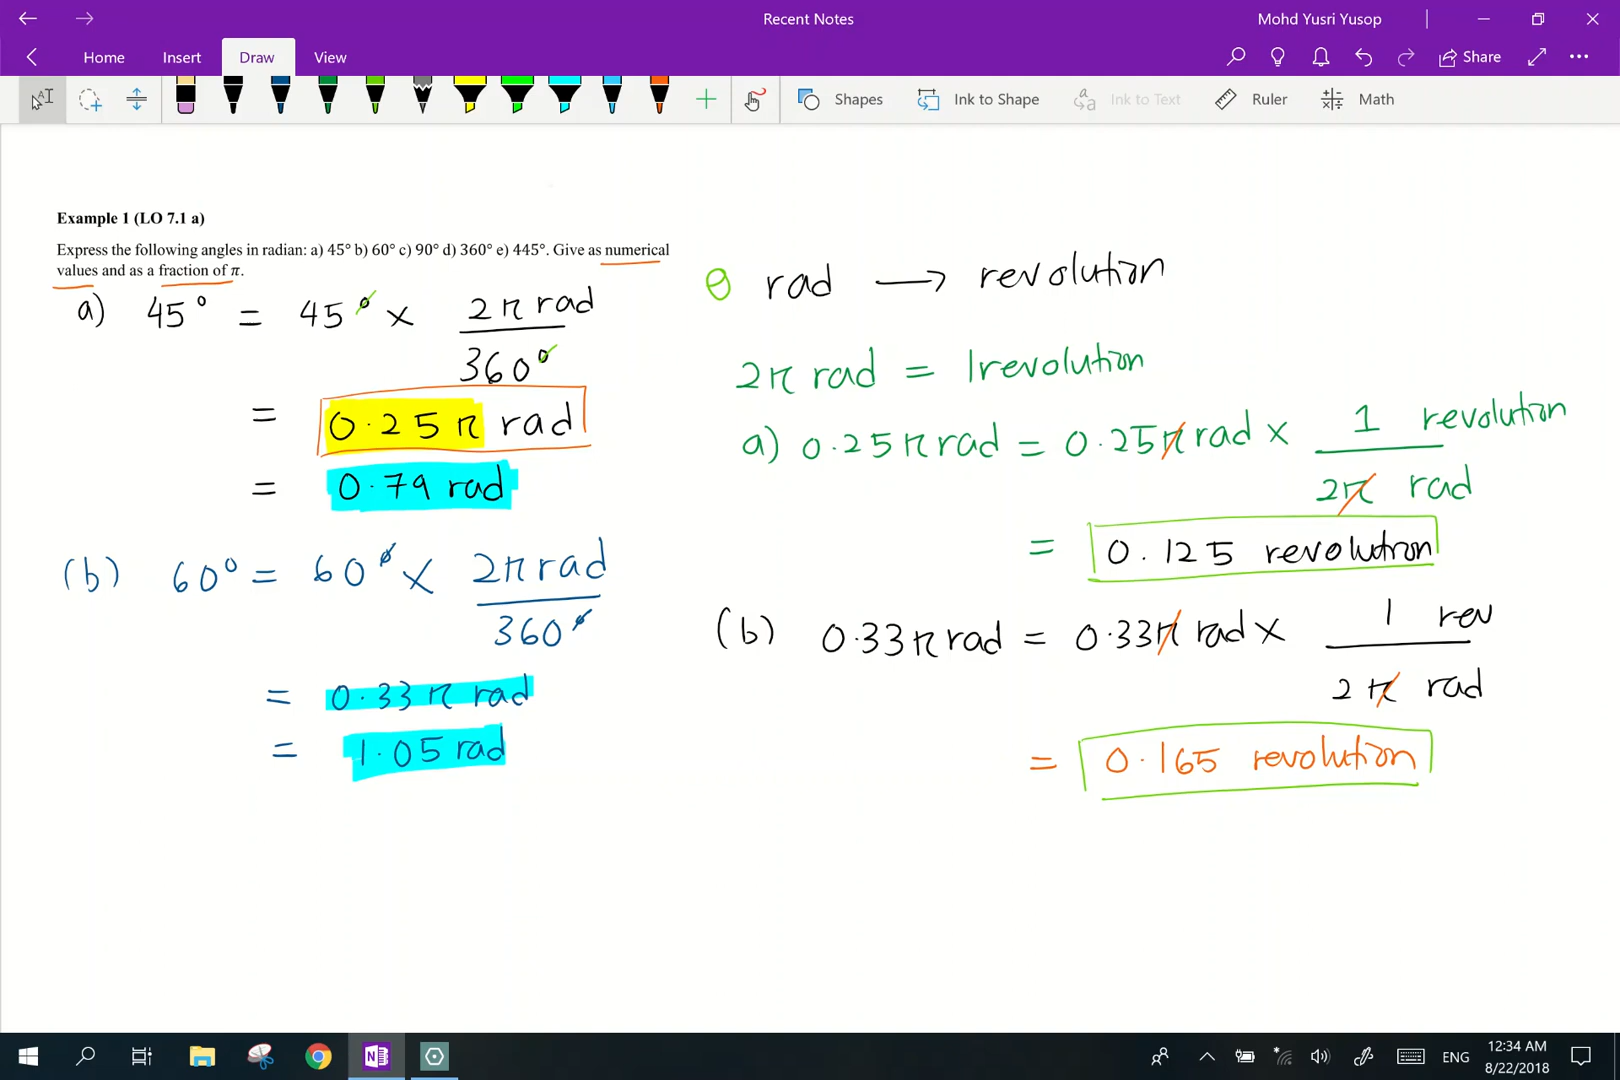 Recent Notes
Mohd Yusri Yusop
Home Insert Draw View
Share
Shapes Ink to Shape Ink to Text Ruler Math
Example 1 (LO 7.1 a)
Express the following angles in radian: a) 45° b) 60° c) 90° d) 360° e) 445°. Give as numerical
values and as a fraction of π.
a) 45° = 45° × 2π rad
360°
= 0.25π rad
= 0.79 rad
(b) 60° = 60° × 2π rad
360°
= 0.33π rad
= 1.05 rad
θ rad → revolution
2π rad = 1 revolution
a) 0.25π rad = 0.25π rad × 1 revolution
2π rad
= 0.125 revolution
(b) 0.33π rad = 0.33π rad × 1 rev
2π rad
= 0.165 revolution
ENG
12:34 AM
8/22/2018